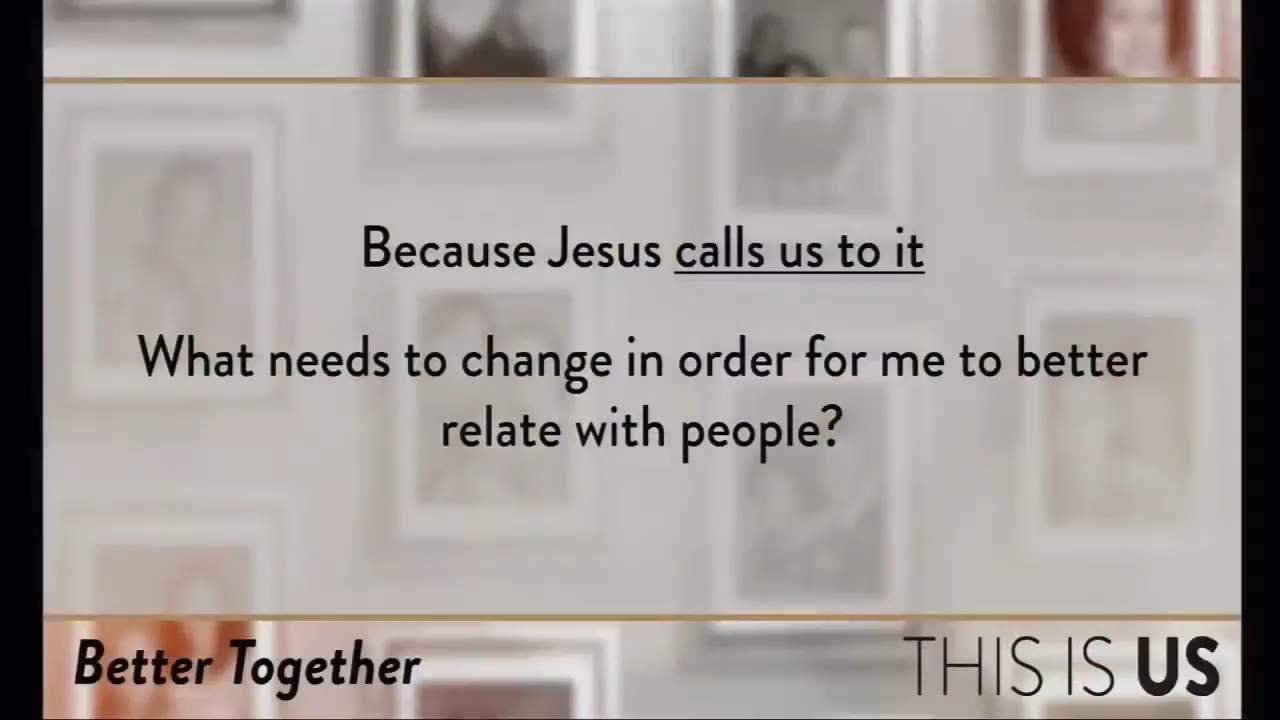 Because Jesus calls us to it
What needs to change in order for me to better
relate with people?
Better Together
THIS IS US